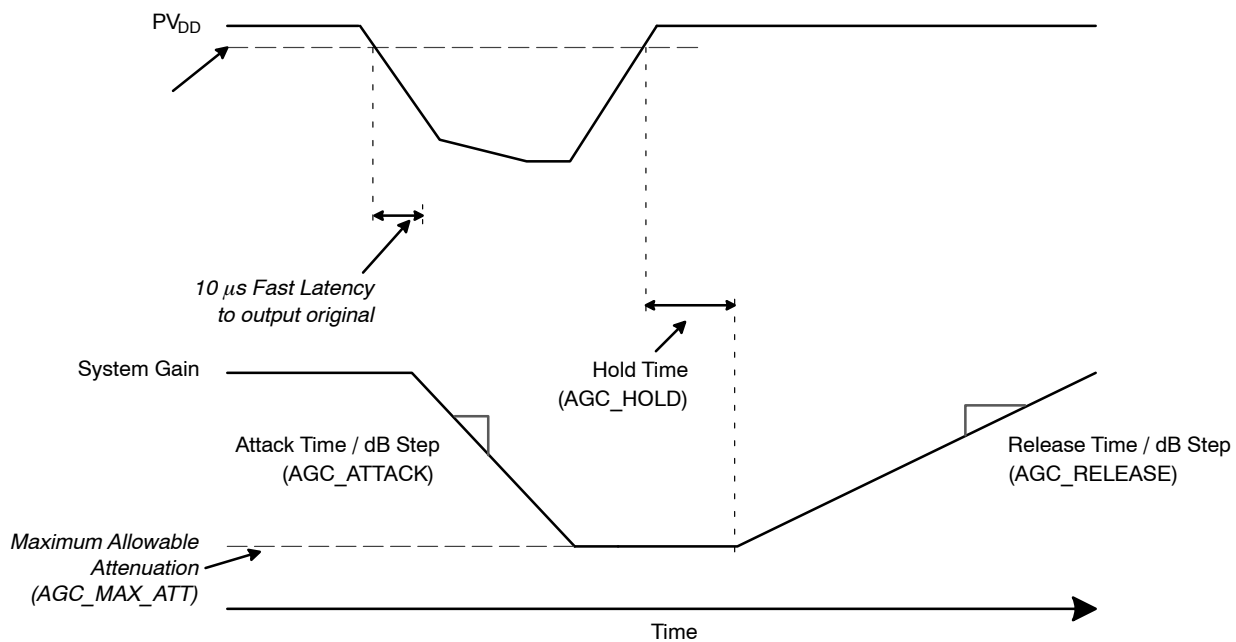 PVDD
10 μs Fast Latency
to output original
System Gain
Hold Time
(AGC_HOLD)
Attack Time / dB Step
(AGC_ATTACK)
Release Time / dB Step
(AGC_RELEASE)
Maximum Allowable
Attenuation
(AGC_MAX_ATT)
Time